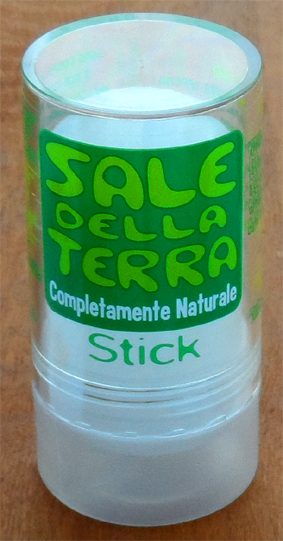 SALE
DELLA
TERRA
Completamente Naturale
Stick